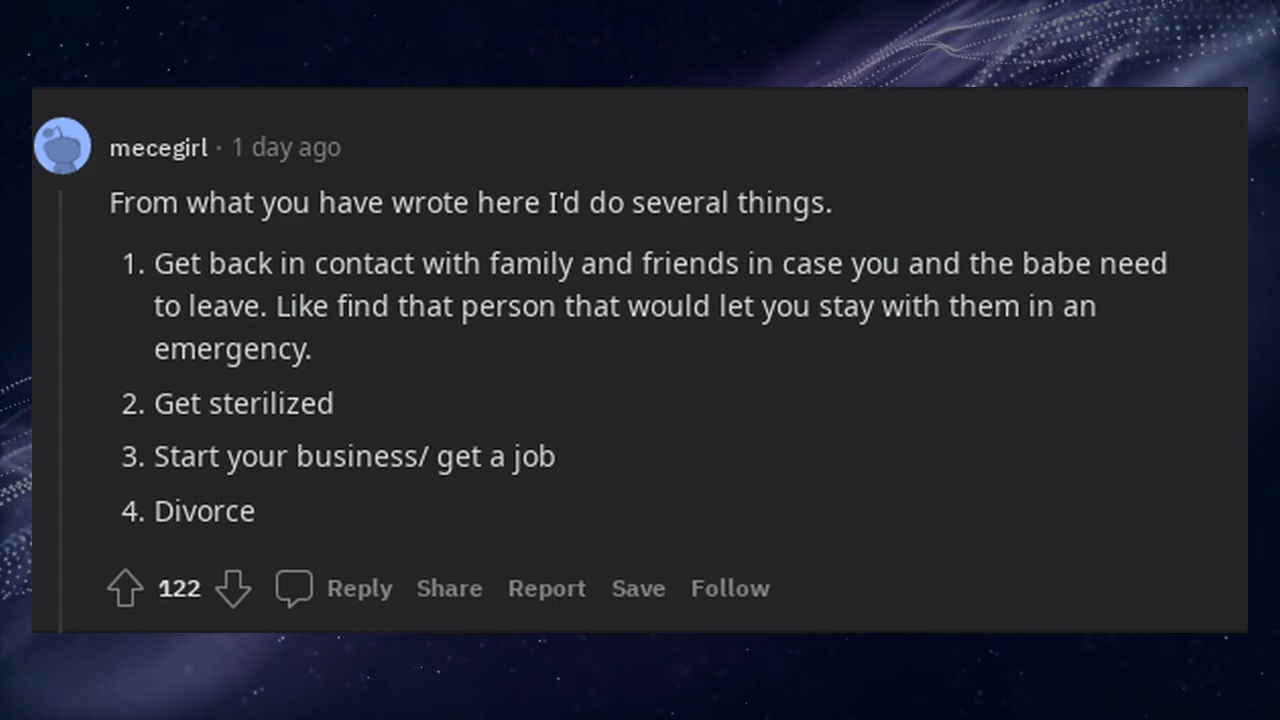 mecegirl · 1 day ago
From what you have wrote here I'd do several things.
1. Get back in contact with family and friends in case you and the babe need
to leave. Like find that person that would let you stay with them in an
emergency.
2. Get sterilized
3. Start your business/ get a job
4. Divorce
122 Reply Share Report Save Follow